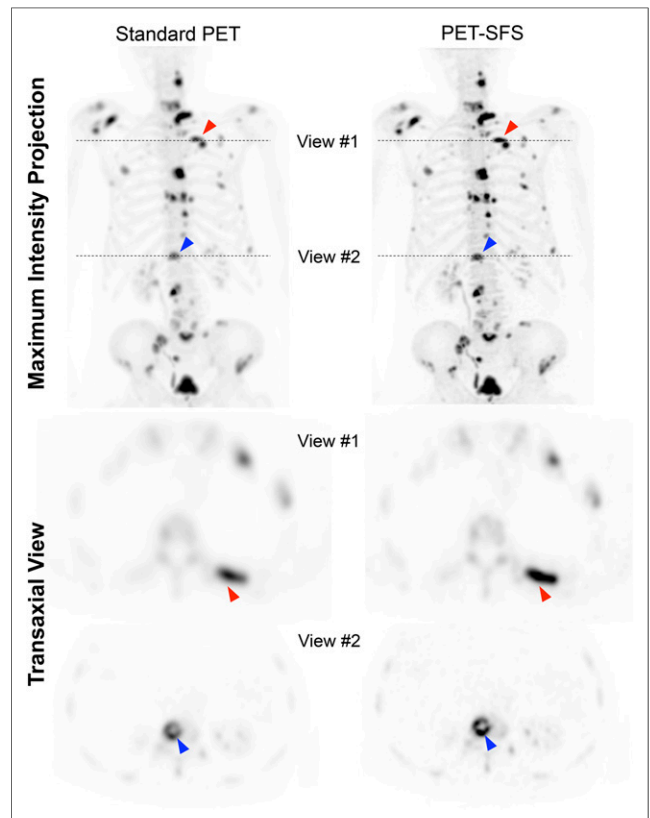 Standard PET
PET-SFS
Maximum Intensity Projection
View #1
View #2
Transaxial View
View #1
View #2